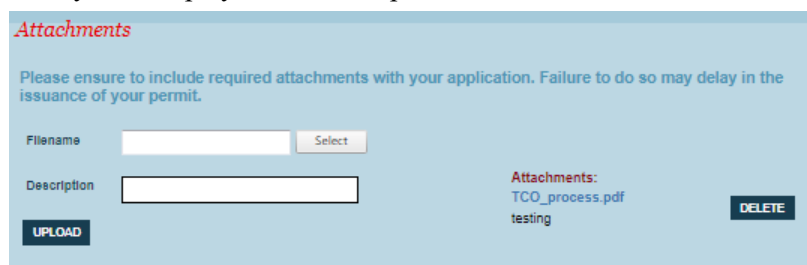 Attachments
Please ensure to include required attachments with your application. Failure to do so may delay in the
issuance of your permit.
Filename
Select
Description
Attachments:
TCO_process.pdf
testing
DELETE
UPLOAD